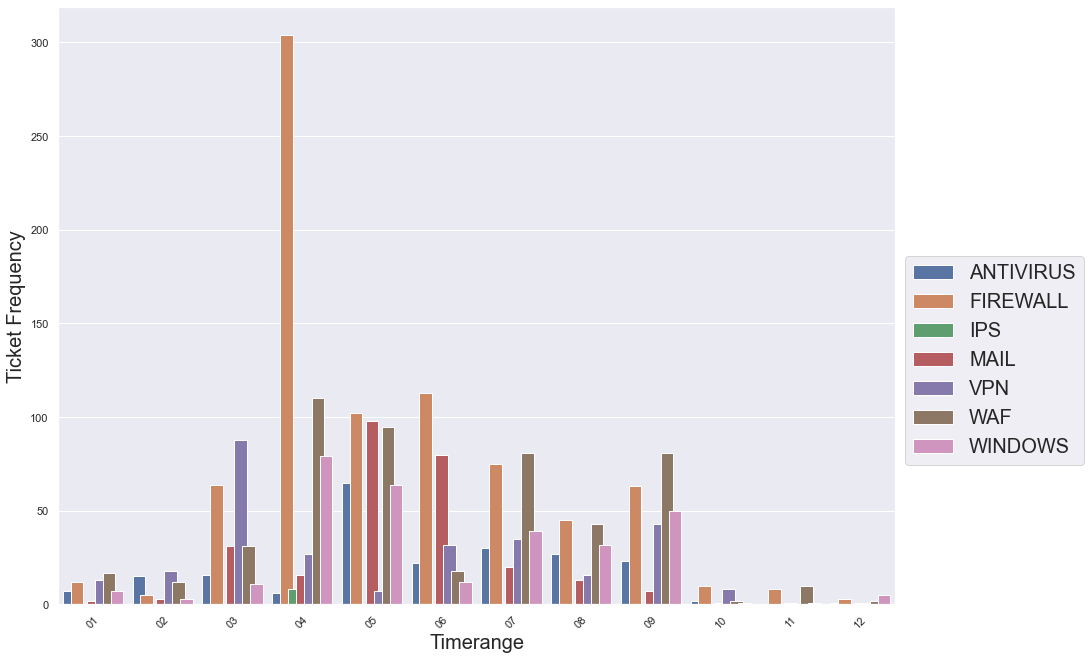 300
250
200
150
100
50
0
Ticket Frequency
01
02
03
04
05
06
07
08
09
10
11
12
Timerange
ANTIVIRUS
FIREWALL
IPS
MAIL
VPN
WAF
WINDOWS